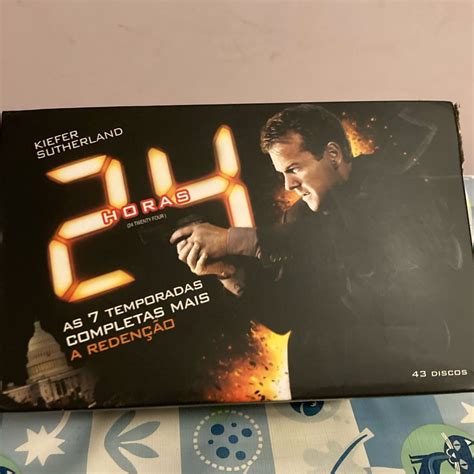 KIEFER
SUTHERLAND
24
HORAS
(24 TWENTY FOUR)
AS 7 TEMPORADAS
COMPLETAS MAIS
A REDENÇÃO
43 DISCOS